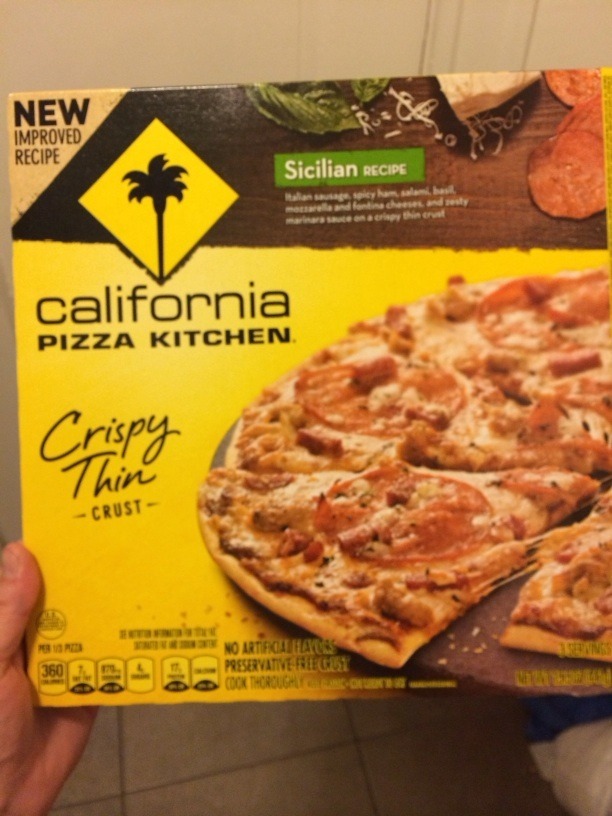 NEW
IMPROVED
RECIPE
Sicilian RECIPE
Italian sausage, spicy ham, salami, basil,
mozzarella and fontina cheeses, and zesty
marinara sauce on a crispy thin crust
california
PIZZA KITCHEN
Crispy
Thin
- CRUST -
PER 1/3 PIZZA
360
CALORIES
NO ARTIFICIAL FLAVORS
PRESERVATIVE-FREE CRUST
COOK THOROUGHLY
3 SERVINGS